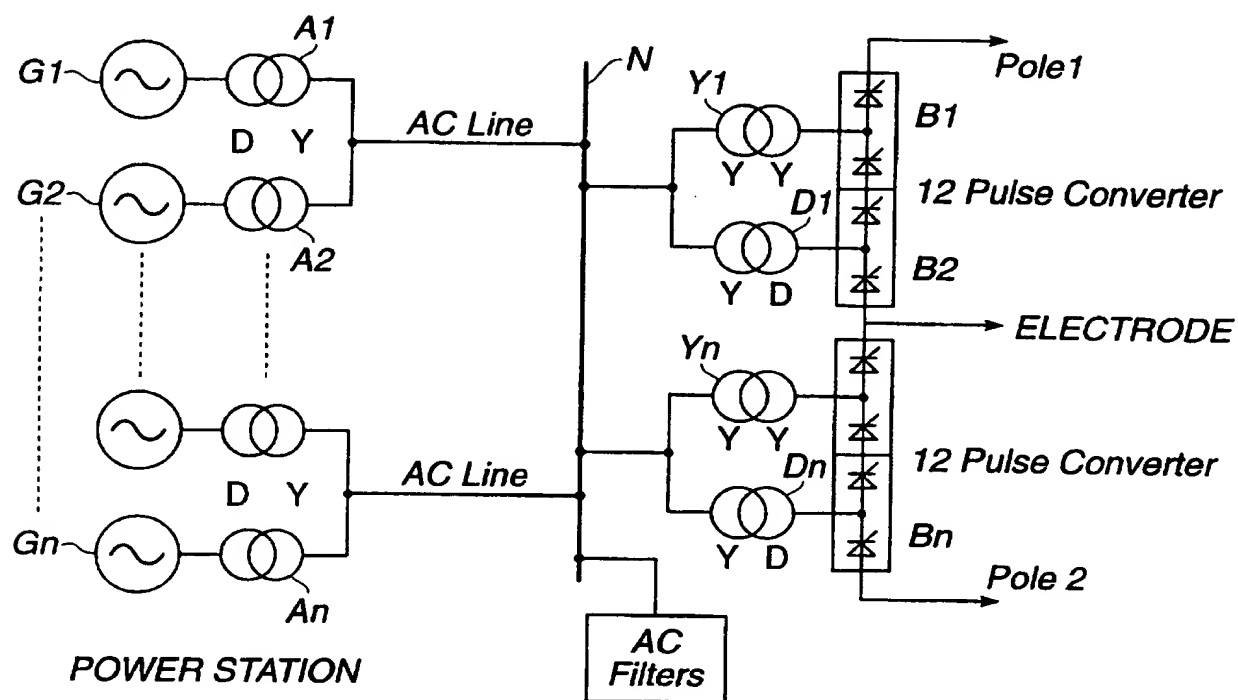 G1
A1
D Y
AC Line
G2
A2
N
Y1
Y Y
D1
Y D
Pole1
B1
12 Pulse Converter
B2
ELECTRODE
Yn
Y Y
Dn
Y D
12 Pulse Converter
Bn
Pole 2
D Y
AC Line
Gn
An
POWER STATION
AC
Filters